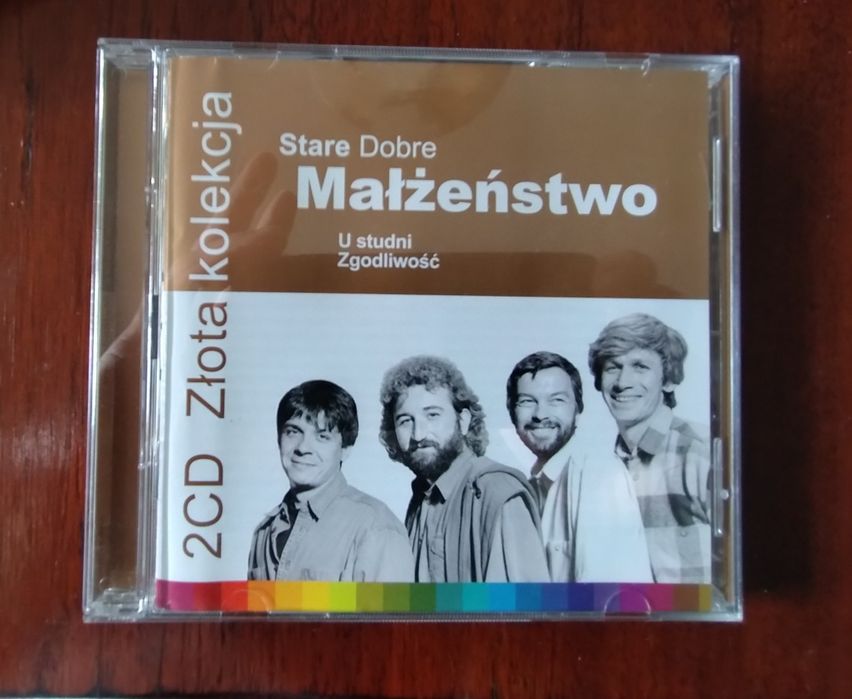 Stare Dobre
Małżeństwo
U studni
Zgodliwość
2CD Złota kolekcja